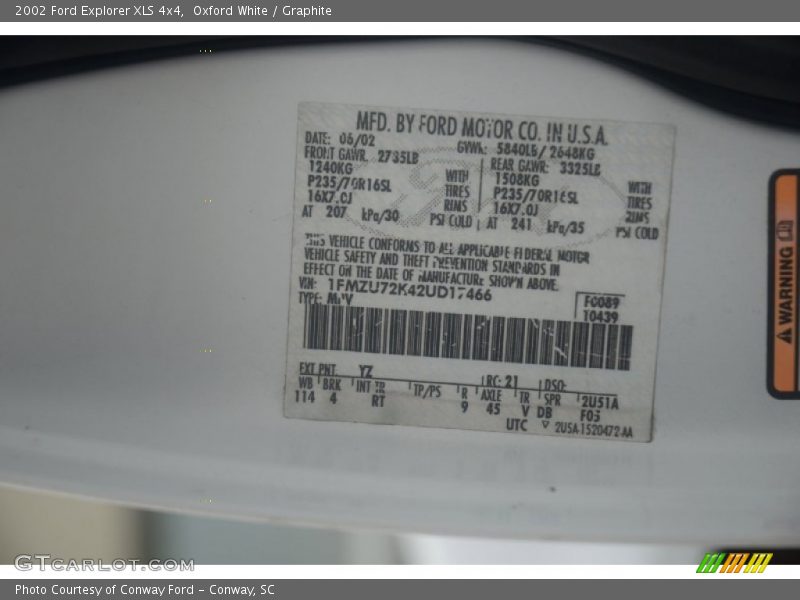 2002 Ford Explorer XLS 4x4, Oxford White / Graphite
MFD. BY FORD MOTOR CO. IN U.S.A.
DATE: 06/02 GVWR: 5840LB/ 2648KG
FRONT GAWR: 2735LB REAR GAWR: 3325LB
1240KG WITH 1508KG WITH
P235/70R16SL TIRES P235/70R16SL TIRES
16X7.0J RIMS 16X7.0J RIMS
AT 207 kPa/30 PSI COLD AT 241 kPa/35 PSI COLD
THIS VEHICLE CONFORMS TO ALL APPLICABLE FEDERAL MOTOR
VEHICLE SAFETY AND THEFT PREVENTION STANDARDS IN
EFFECT ON THE DATE OF MANUFACTURE SHOWN ABOVE.
VIN: 1FMZU72K42UD17466
TYPE: MPV F0089
10439
EXT PNT: YZ RC: 21 DSO:
WB BRK INT TR TP/PS R AXLE TR SPR 2U51A
114 4 RT 9 45 V DB F05
UTC ▽ 2U5A-1520472-AA
WARNING
GTCARLOT.COM
Photo Courtesy of Conway Ford – Conway, SC